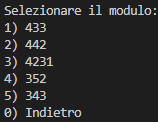 Selezionare il modulo:
1) 433
2) 442
3) 4231
4) 352
5) 343
0) Indietro